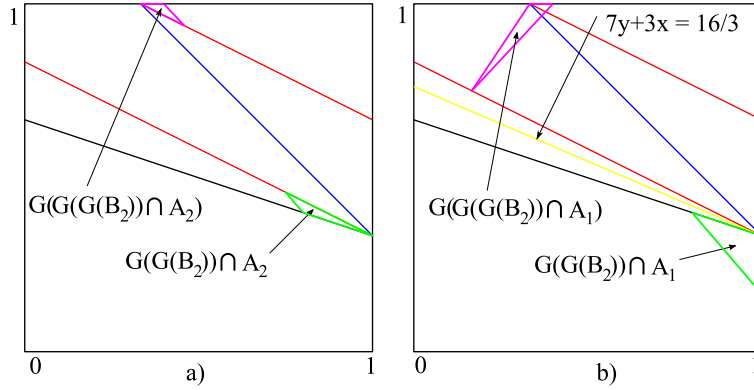 1
G(G(G(B₂))∩A₂)
G(G(B₂))∩A₂
0
1
a)
1
7y+3x = 16/3
G(G(G(B₂))∩A₁)
G(G(B₂))∩A₁
0
b)